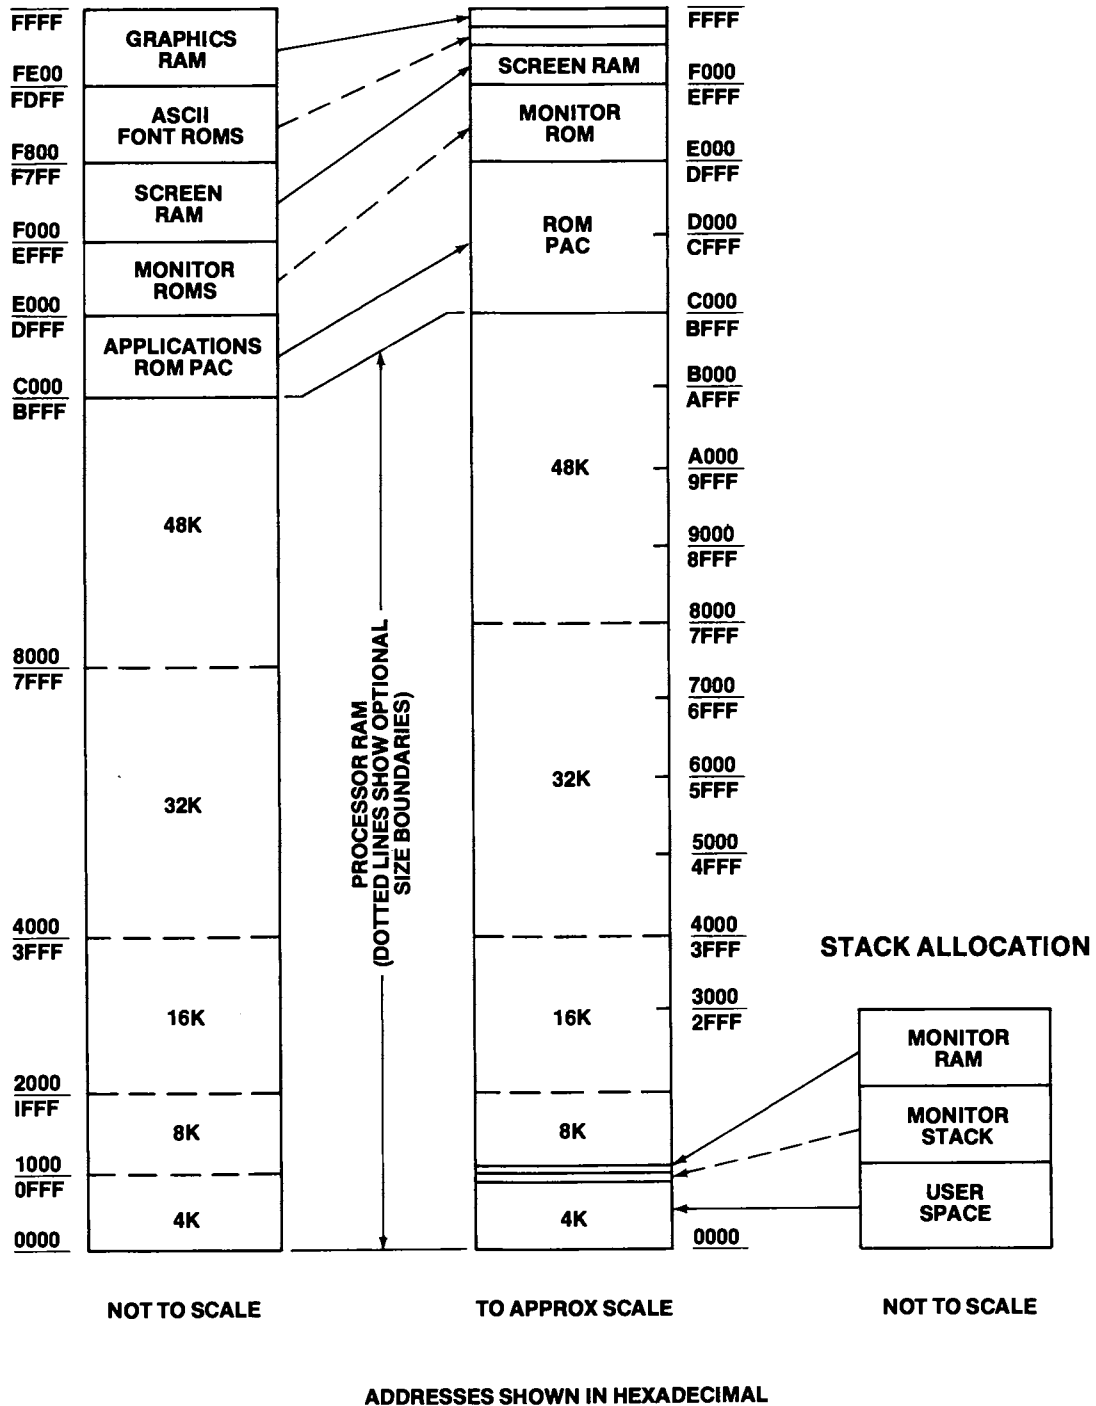 FFFF
GRAPHICS
RAM
FE00
FDFF
ASCII
FONT ROMS
F800
F7FF
SCREEN
RAM
F000
EFFF
MONITOR
ROMS
E000
DFFF
APPLICATIONS
ROM PAC
C000
BFFF
48K
8000
7FFF
32K
4000
3FFF
16K
2000
IFFF
8K
1000
0FFF
4K
0000
NOT TO SCALE
PROCESSOR RAM
(DOTTED LINES SHOW OPTIONAL
SIZE BOUNDARIES)
FFFF
SCREEN RAM
F000
EFFF
MONITOR
ROM
E000
DFFF
ROM
PAC
D000
CFFF
C000
BFFF
B000
AFFF
48K
A000
9FFF
9000
8FFF
8000
7FFF
7000
6FFF
32K
6000
5FFF
5000
4FFF
4000
3FFF
16K
3000
2FFF
8K
4K
0000
TO APPROX SCALE
STACK ALLOCATION
MONITOR
RAM
MONITOR
STACK
USER
SPACE
NOT TO SCALE
ADDRESSES SHOWN IN HEXADECIMAL